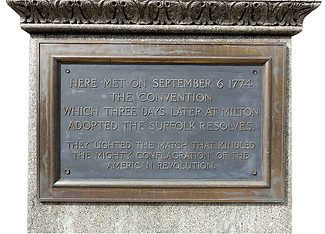 HERE MET ON SEPTEMBER 6 1774,
THE CONVENTION
WHICH THREE DAYS LATER AT MILTON
ADOPTED THE SUFFOLK RESOLVES.
THEY LIGHTED THE MATCH THAT KINDLED
THE MIGHTY CONFLAGRATION OF THE
AMERICAN REVOLUTION.